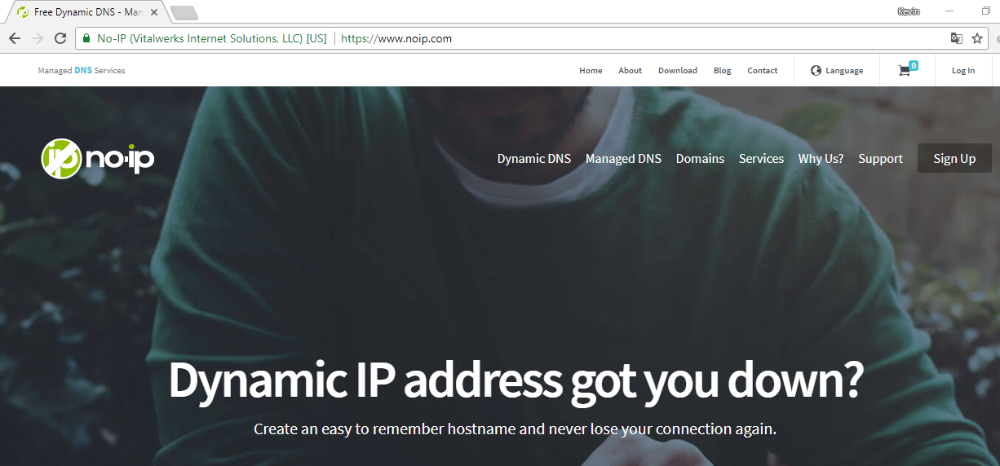 Free Dynamic DNS - Man
Kevin
No-IP (Vitalwerks Internet Solutions, LLC) [US] https://www.noip.com
Managed DNS Services
Home About Download Blog Contact Language 0 Log In
no-ip
Dynamic DNS Managed DNS Domains Services Why Us? Support Sign Up
Dynamic IP address got you down?
Create an easy to remember hostname and never lose your connection again.